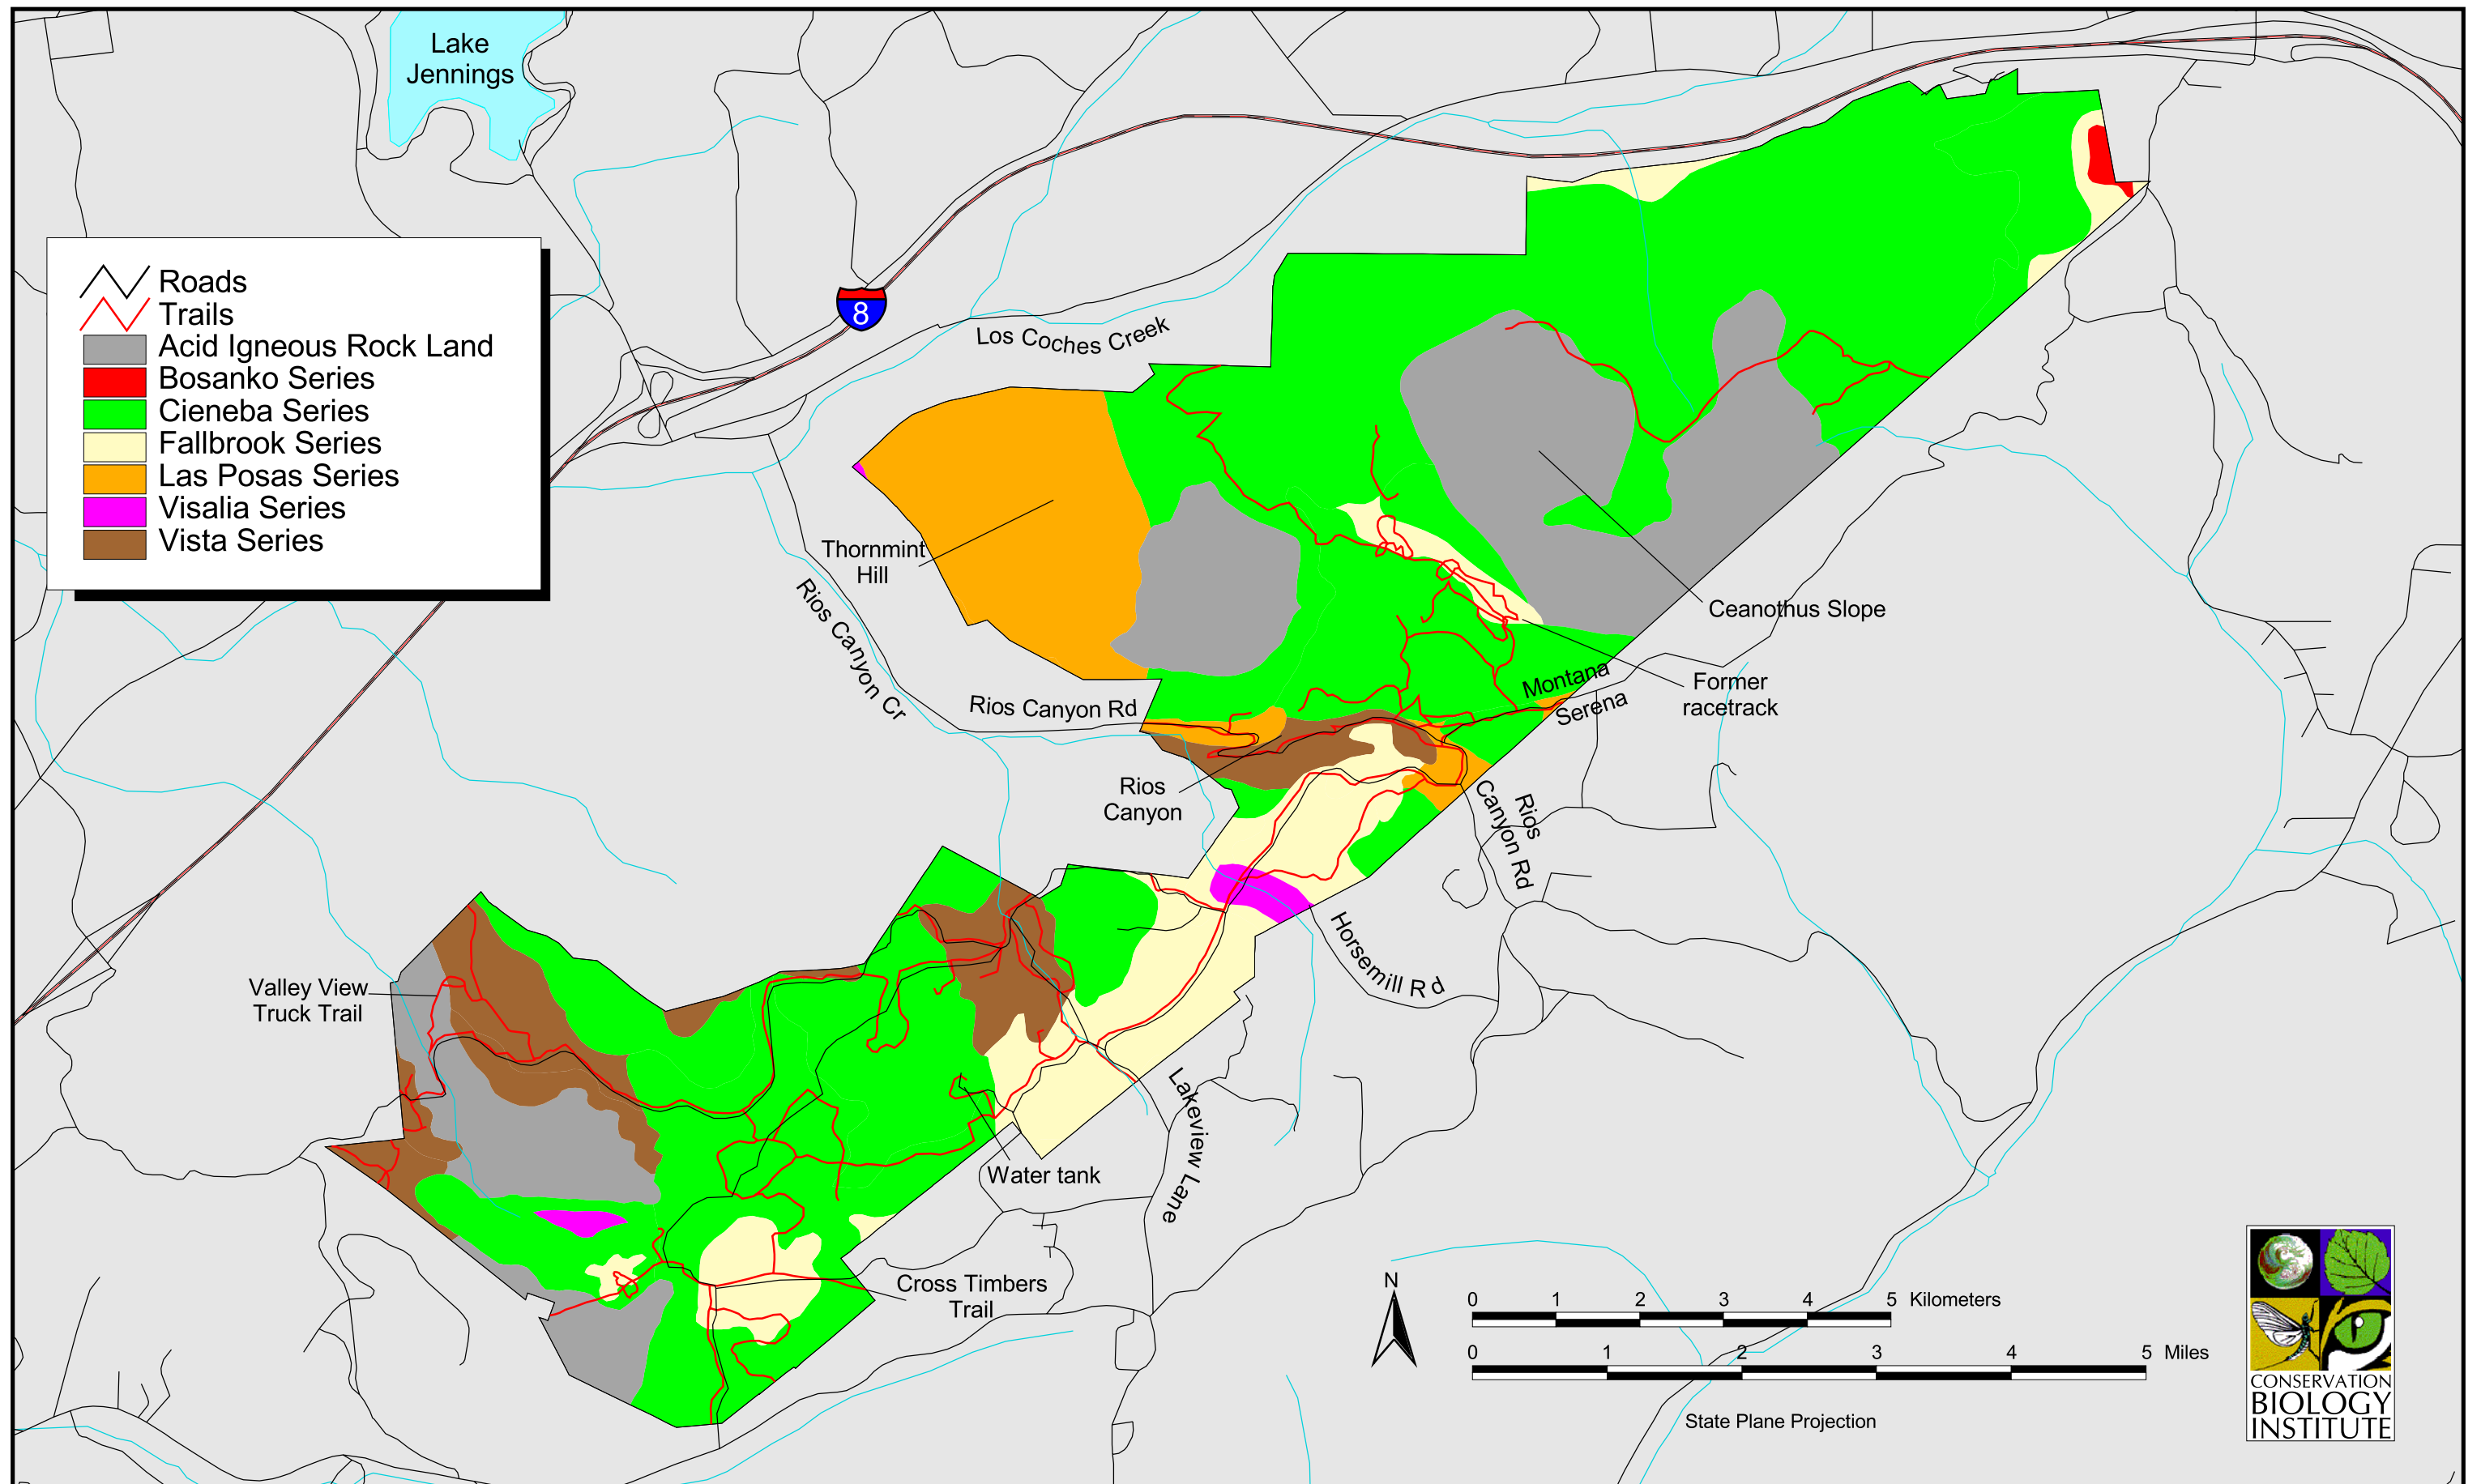 Lake
Jennings
Roads
Trails
Acid Igneous Rock Land
Bosanko Series
Cieneba Series
Fallbrook Series
Las Posas Series
Visalia Series
Vista Series
8
Los Coches Creek
Thornmint
Hill
Rios Canyon Cr
Rios Canyon Rd
Ceanothus Slope
Montana
Serena
Former
racetrack
Rios
Canyon
Rios
Canyon Rd
Horsemill Rd
Valley View
Truck Trail
Lakeview Lane
Water tank
Cross Timbers
Trail
N
0 1 2 3 4 5 Kilometers
0 1 2 3 4 5 Miles
State Plane Projection
CONSERVATION
BIOLOGY
INSTITUTE